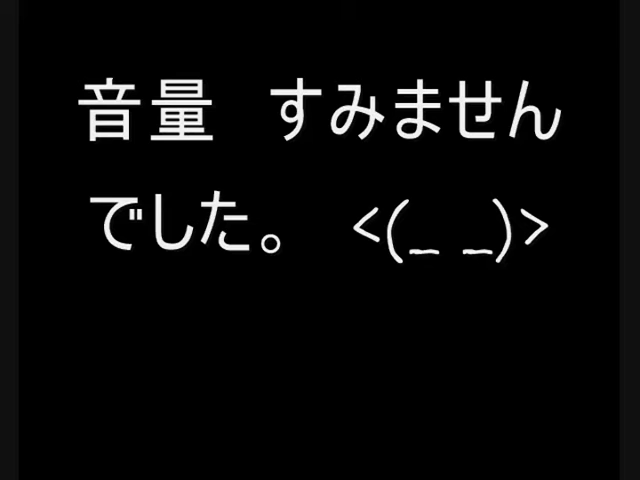 音量　すみません
でした。　<(_ _)>